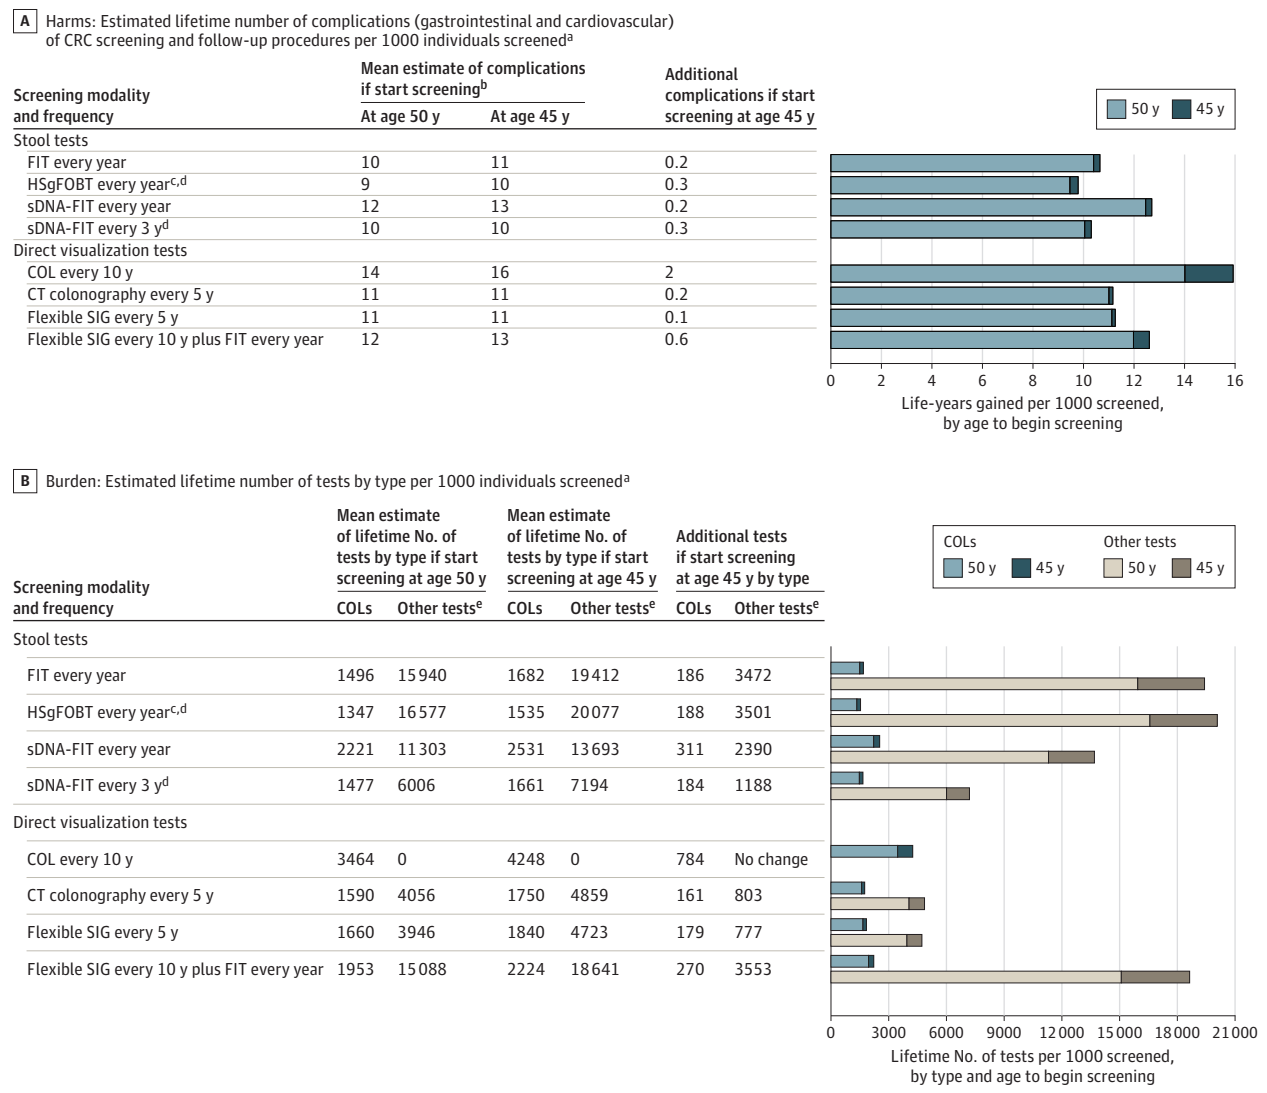 A Harms: Estimated lifetime number of complications (gastrointestinal and cardiovascular)
of CRC screening and follow-up procedures per 1000 individuals screenedᵃ
Screening modality
and frequency
Mean estimate of complications
if start screeningᵇ
At age 50 y At age 45 y
Additional
complications if start
screening at age 45 y
50 y 45 y
Stool tests
FIT every year 10 11 0.2
HSgFOBT every yearᶜ,ᵈ 9 10 0.3
sDNA-FIT every year 12 13 0.2
sDNA-FIT every 3 yᵈ 10 10 0.3
Direct visualization tests
COL every 10 y 14 16 2
CT colonography every 5 y 11 11 0.2
Flexible SIG every 5 y 11 11 0.1
Flexible SIG every 10 y plus FIT every year 12 13 0.6
0 2 4 6 8 10 12 14 16
Life-years gained per 1000 screened,
by age to begin screening
B Burden: Estimated lifetime number of tests by type per 1000 individuals screenedᵃ
Screening modality
and frequency
Mean estimate
of lifetime No. of
tests by type if start
screening at age 50 y
COLs Other testsᵉ
Mean estimate
of lifetime No. of
tests by type if start
screening at age 45 y
COLs Other testsᵉ
Additional tests
if start screening
at age 45 y by type
COLs Other testsᵉ
COLs Other tests
50 y 45 y 50 y 45 y
Stool tests
FIT every year 1496 15940 1682 19412 186 3472
HSgFOBT every yearᶜ,ᵈ 1347 16577 1535 20077 188 3501
sDNA-FIT every year 2221 11303 2531 13693 311 2390
sDNA-FIT every 3 yᵈ 1477 6006 1661 7194 184 1188
Direct visualization tests
COL every 10 y 3464 0 4248 0 784 No change
CT colonography every 5 y 1590 4056 1750 4859 161 803
Flexible SIG every 5 y 1660 3946 1840 4723 179 777
Flexible SIG every 10 y plus FIT every year 1953 15088 2224 18641 270 3553
0 3000 6000 9000 12000 15000 18000 21000
Lifetime No. of tests per 1000 screened,
by type and age to begin screening